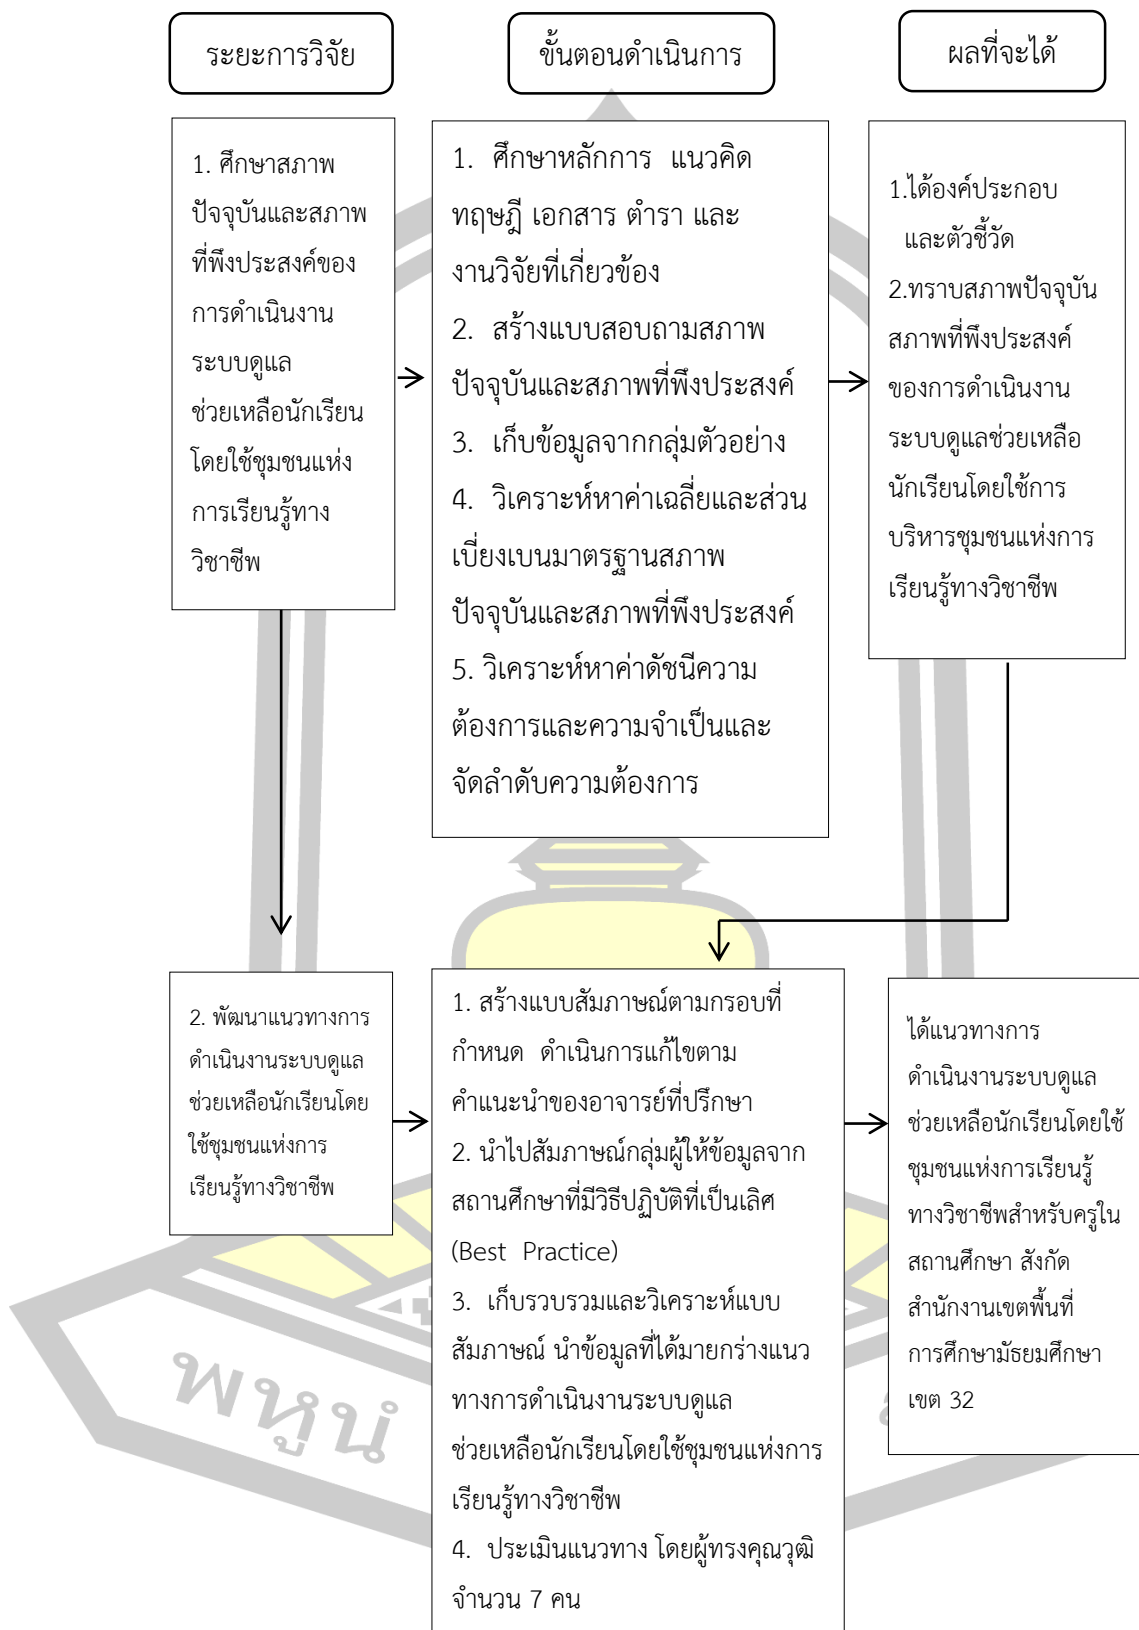 ระยะการวิจัย
ขั้นตอนดำเนินการ
ผลที่จะได้
1. ศึกษาสภาพ
ปัจจุบันและสภาพ
ที่พึงประสงค์ของ
การดำเนินงาน
ระบบดูแล
ช่วยเหลือนักเรียน
โดยใช้ชุมชนแห่ง
การเรียนรู้ทาง
วิชาชีพ
1. ศึกษาหลักการ แนวคิด
ทฤษฎี เอกสาร ตำรา และ
งานวิจัยที่เกี่ยวข้อง
2. สร้างแบบสอบถามสภาพ
ปัจจุบันและสภาพที่พึงประสงค์
3. เก็บข้อมูลจากกลุ่มตัวอย่าง
4. วิเคราะห์หาค่าเฉลี่ยและส่วน
เบี่ยงเบนมาตรฐานสภาพ
ปัจจุบันและสภาพที่พึงประสงค์
5. วิเคราะห์หาค่าดัชนีความ
ต้องการและความจำเป็นและ
จัดลำดับความต้องการ
1.ได้องค์ประกอบ
และตัวชี้วัด
2.ทราบสภาพปัจจุบัน
สภาพที่พึงประสงค์
ของการดำเนินงาน
ระบบดูแลช่วยเหลือ
นักเรียนโดยใช้การ
บริหารชุมชนแห่งการ
เรียนรู้ทางวิชาชีพ
2. พัฒนาแนวทางการ
ดำเนินงานระบบดูแล
ช่วยเหลือนักเรียนโดย
ใช้ชุมชนแห่งการ
เรียนรู้ทางวิชาชีพ
1. สร้างแบบสัมภาษณ์ตามกรอบที่
กำหนด ดำเนินการแก้ไขตาม
คำแนะนำของอาจารย์ที่ปรึกษา
2. นำไปสัมภาษณ์กลุ่มผู้ให้ข้อมูลจาก
สถานศึกษาที่มีวิธีปฏิบัติที่เป็นเลิศ
(Best Practice)
3. เก็บรวบรวมและวิเคราะห์แบบ
สัมภาษณ์ นำข้อมูลที่ได้มายกร่างแนว
ทางการดำเนินงานระบบดูแล
ช่วยเหลือนักเรียนโดยใช้ชุมชนแห่งการ
เรียนรู้ทางวิชาชีพ
4. ประเมินแนวทาง โดยผู้ทรงคุณวุฒิ
จำนวน 7 คน
ได้แนวทางการ
ดำเนินงานระบบดูแล
ช่วยเหลือนักเรียนโดยใช้
ชุมชนแห่งการเรียนรู้
ทางวิชาชีพสำหรับครูใน
สถานศึกษา สังกัด
สำนักงานเขตพื้นที่
การศึกษามัธยมศึกษา
เขต 32
พหูนํ